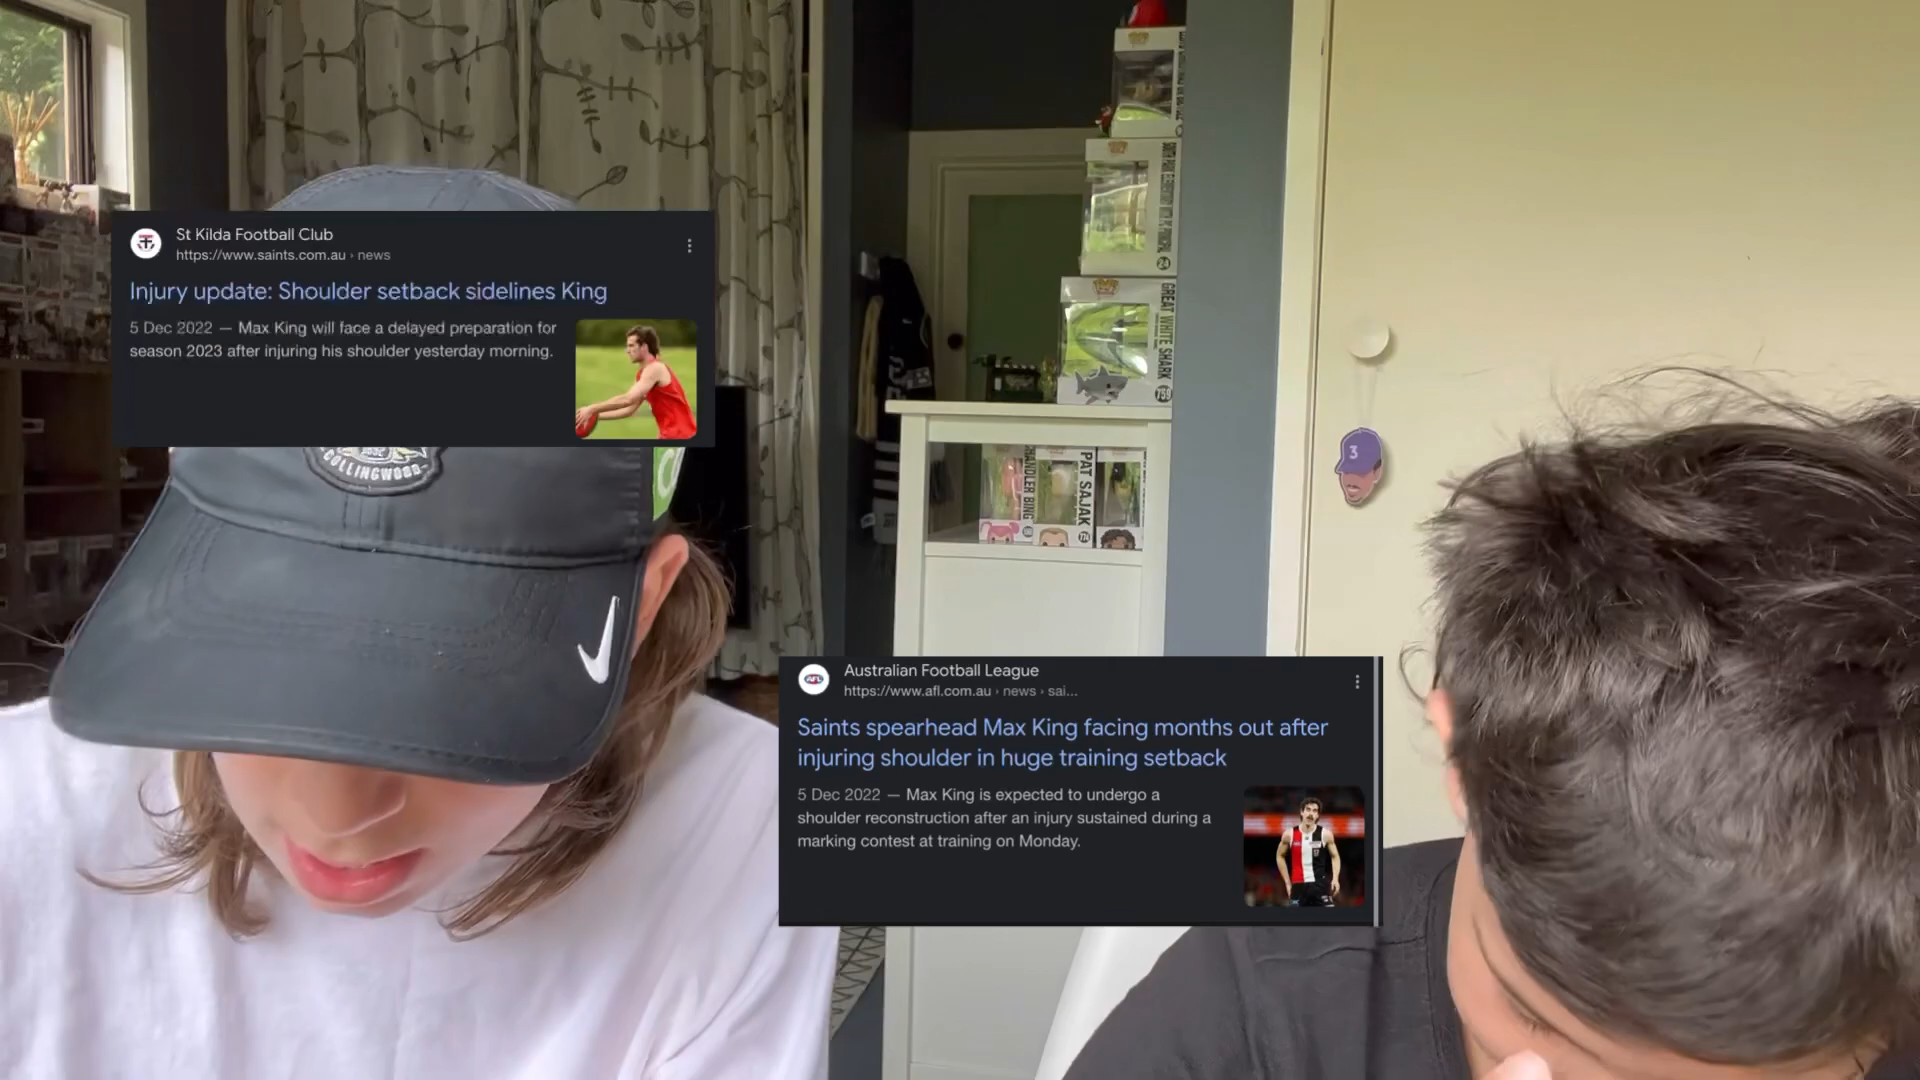 St Kilda Football Club
https://www.saints.com.au › news
Injury update: Shoulder setback sidelines King
5 Dec 2022 — Max King will face a delayed preparation for
season 2023 after injuring his shoulder yesterday morning.
COLLINGWOOD
24
GREAT WHITE SHARK
759
CHANDLER BING
PAT SAJAK
774
3
Australian Football League
https://www.afl.com.au › news › sai...
Saints spearhead Max King facing months out after
injuring shoulder in huge training setback
5 Dec 2022 — Max King is expected to undergo a
shoulder reconstruction after an injury sustained during a
marking contest at training on Monday.